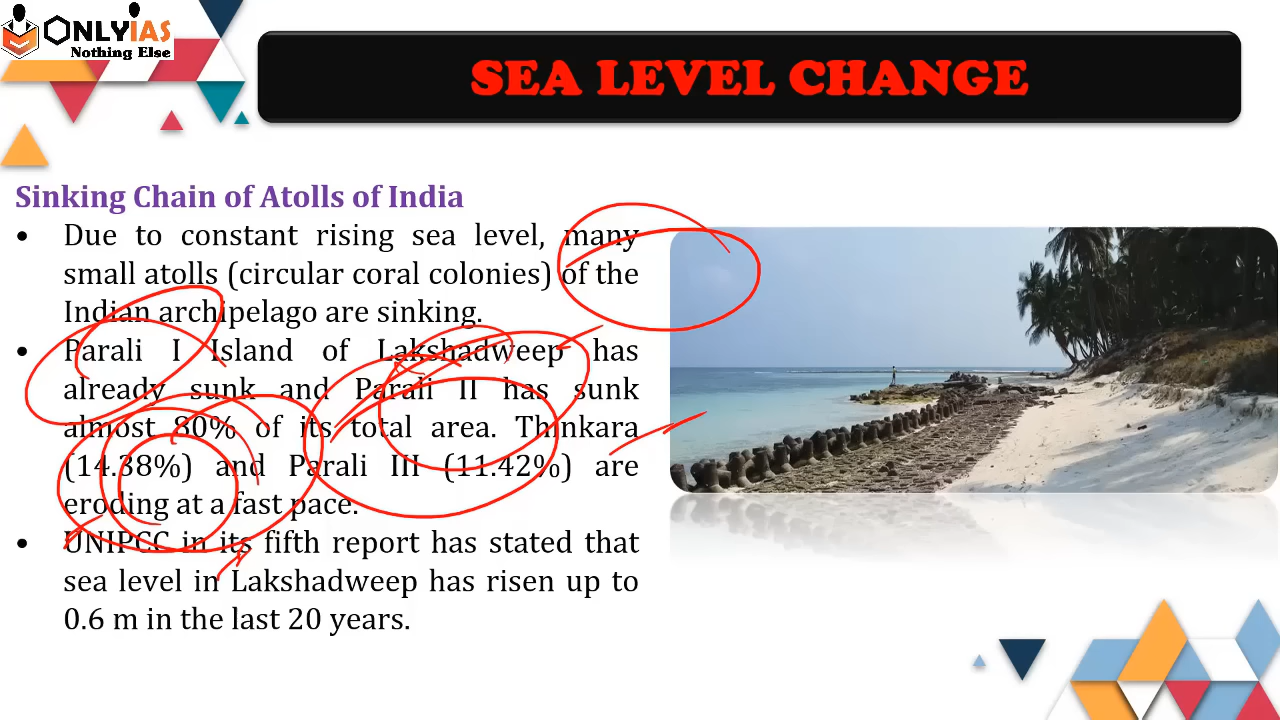 ONLYIAS
Nothing Else
SEA LEVEL CHANGE
Sinking Chain of Atolls of India
• Due to constant rising sea level, many
small atolls (circular coral colonies) of the
Indian archipelago are sinking.
• Parali I Island of Lakshadweep has
already sunk and Parali II has sunk
almost 80% of its total area. Thinkara
(14.38%) and Parali III (11.42%) are
eroding at a fast pace.
• UNIPCC in its fifth report has stated that
sea level in Lakshadweep has risen up to
0.6 m in the last 20 years.